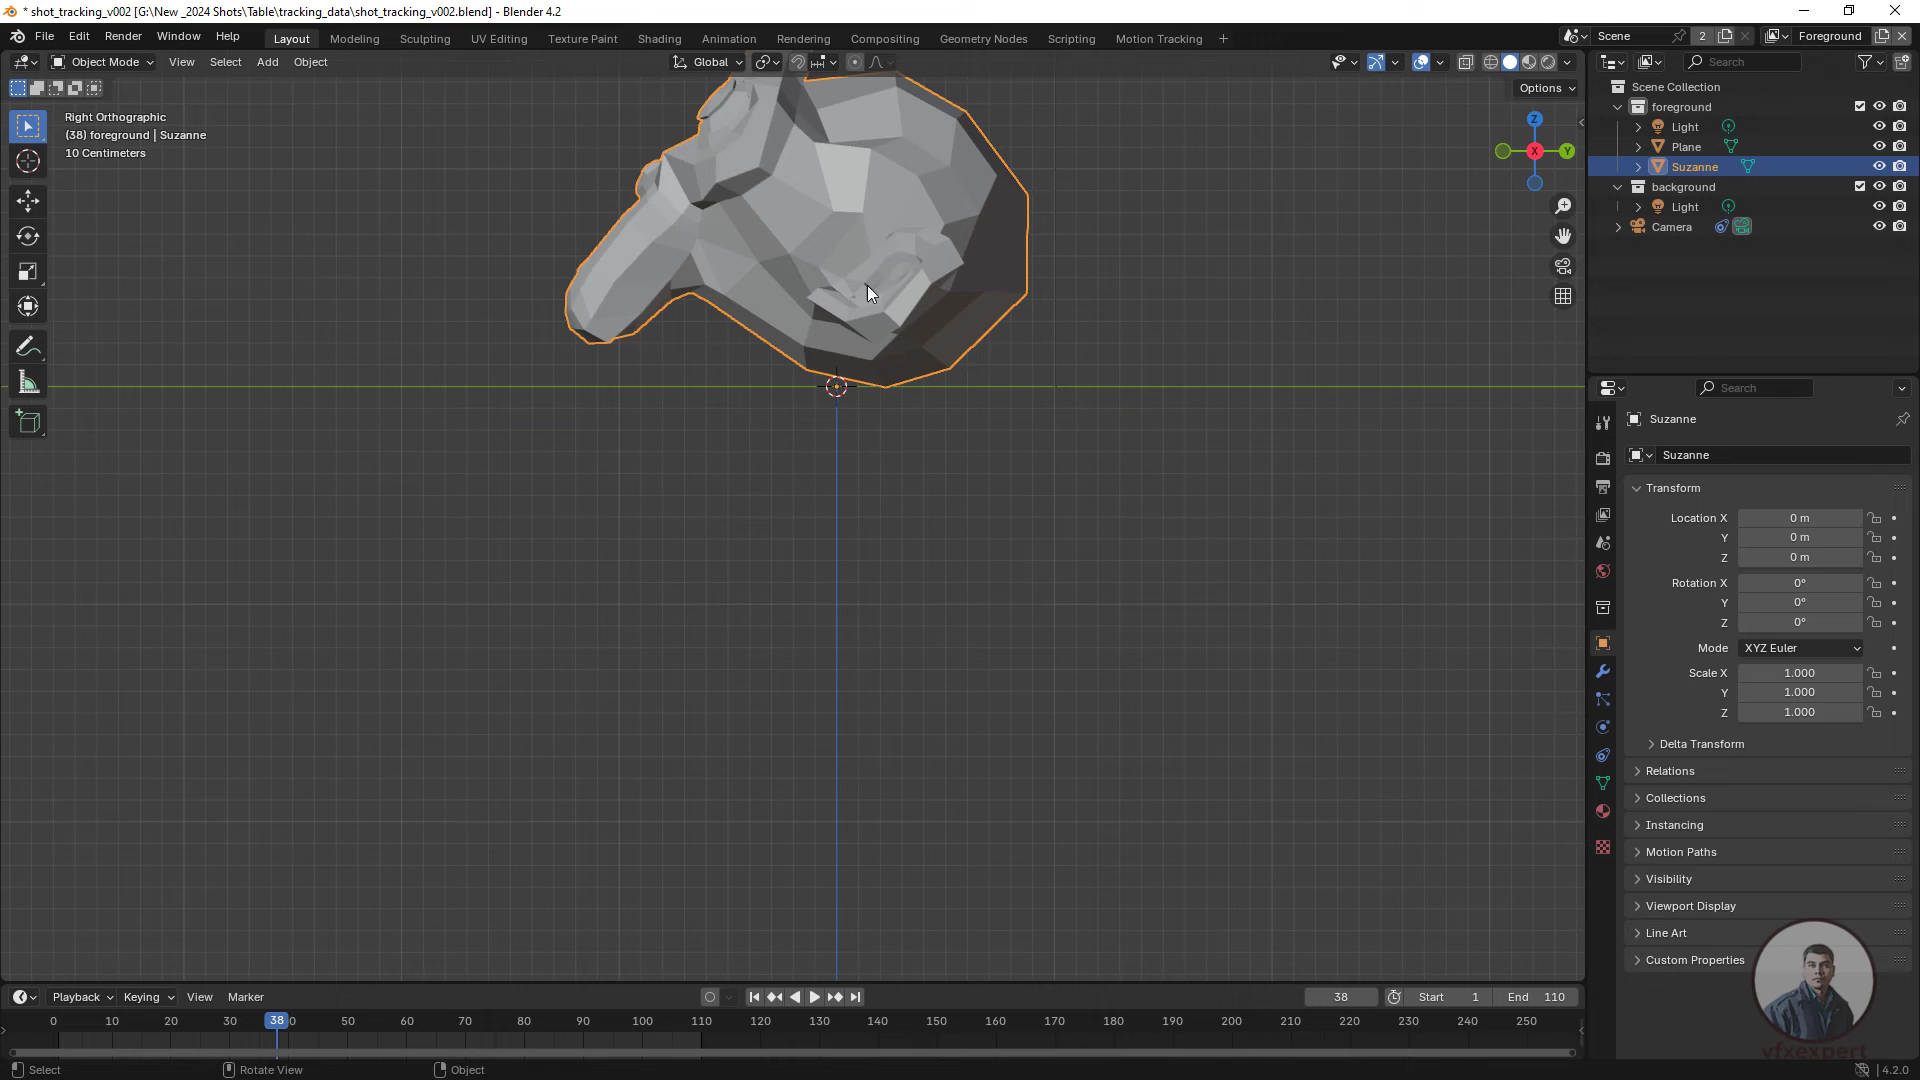 * shot_tracking_v002 [G:\New _2024 Shots\Table\tracking_data\shot_tracking_v002.blend] - Blender 4.2
File Edit Render Window Help
Layout Modeling Sculpting UV Editing Texture Paint Shading Animation Rendering Compositing Geometry Nodes Scripting Motion Tracking +
Scene 2 Foreground
Object Mode View Select Add Object Global
Options
Right Orthographic
(38) foreground | Suzanne
10 Centimeters
Z
X Y
Search
Scene Collection
foreground
Light
Plane
Suzanne
background
Light
Camera
Search
Suzanne
Suzanne
Transform
Location X 0 m
Y 0 m
Z 0 m
Rotation X 0°
Y 0°
Z 0°
Mode XYZ Euler
Scale X 1.000
Y 1.000
Z 1.000
Delta Transform
Relations
Collections
Instancing
Motion Paths
Visibility
Viewport Display
Line Art
Custom Properties
vfxexpert
Playback Keying View Marker 38 Start 1 End 110
0 10 20 30 38 0 50 60 70 80 90 100 110 120 130 140 150 160 170 180 190 200 210 220 230 240 250
Select Rotate View Object 4.2.0